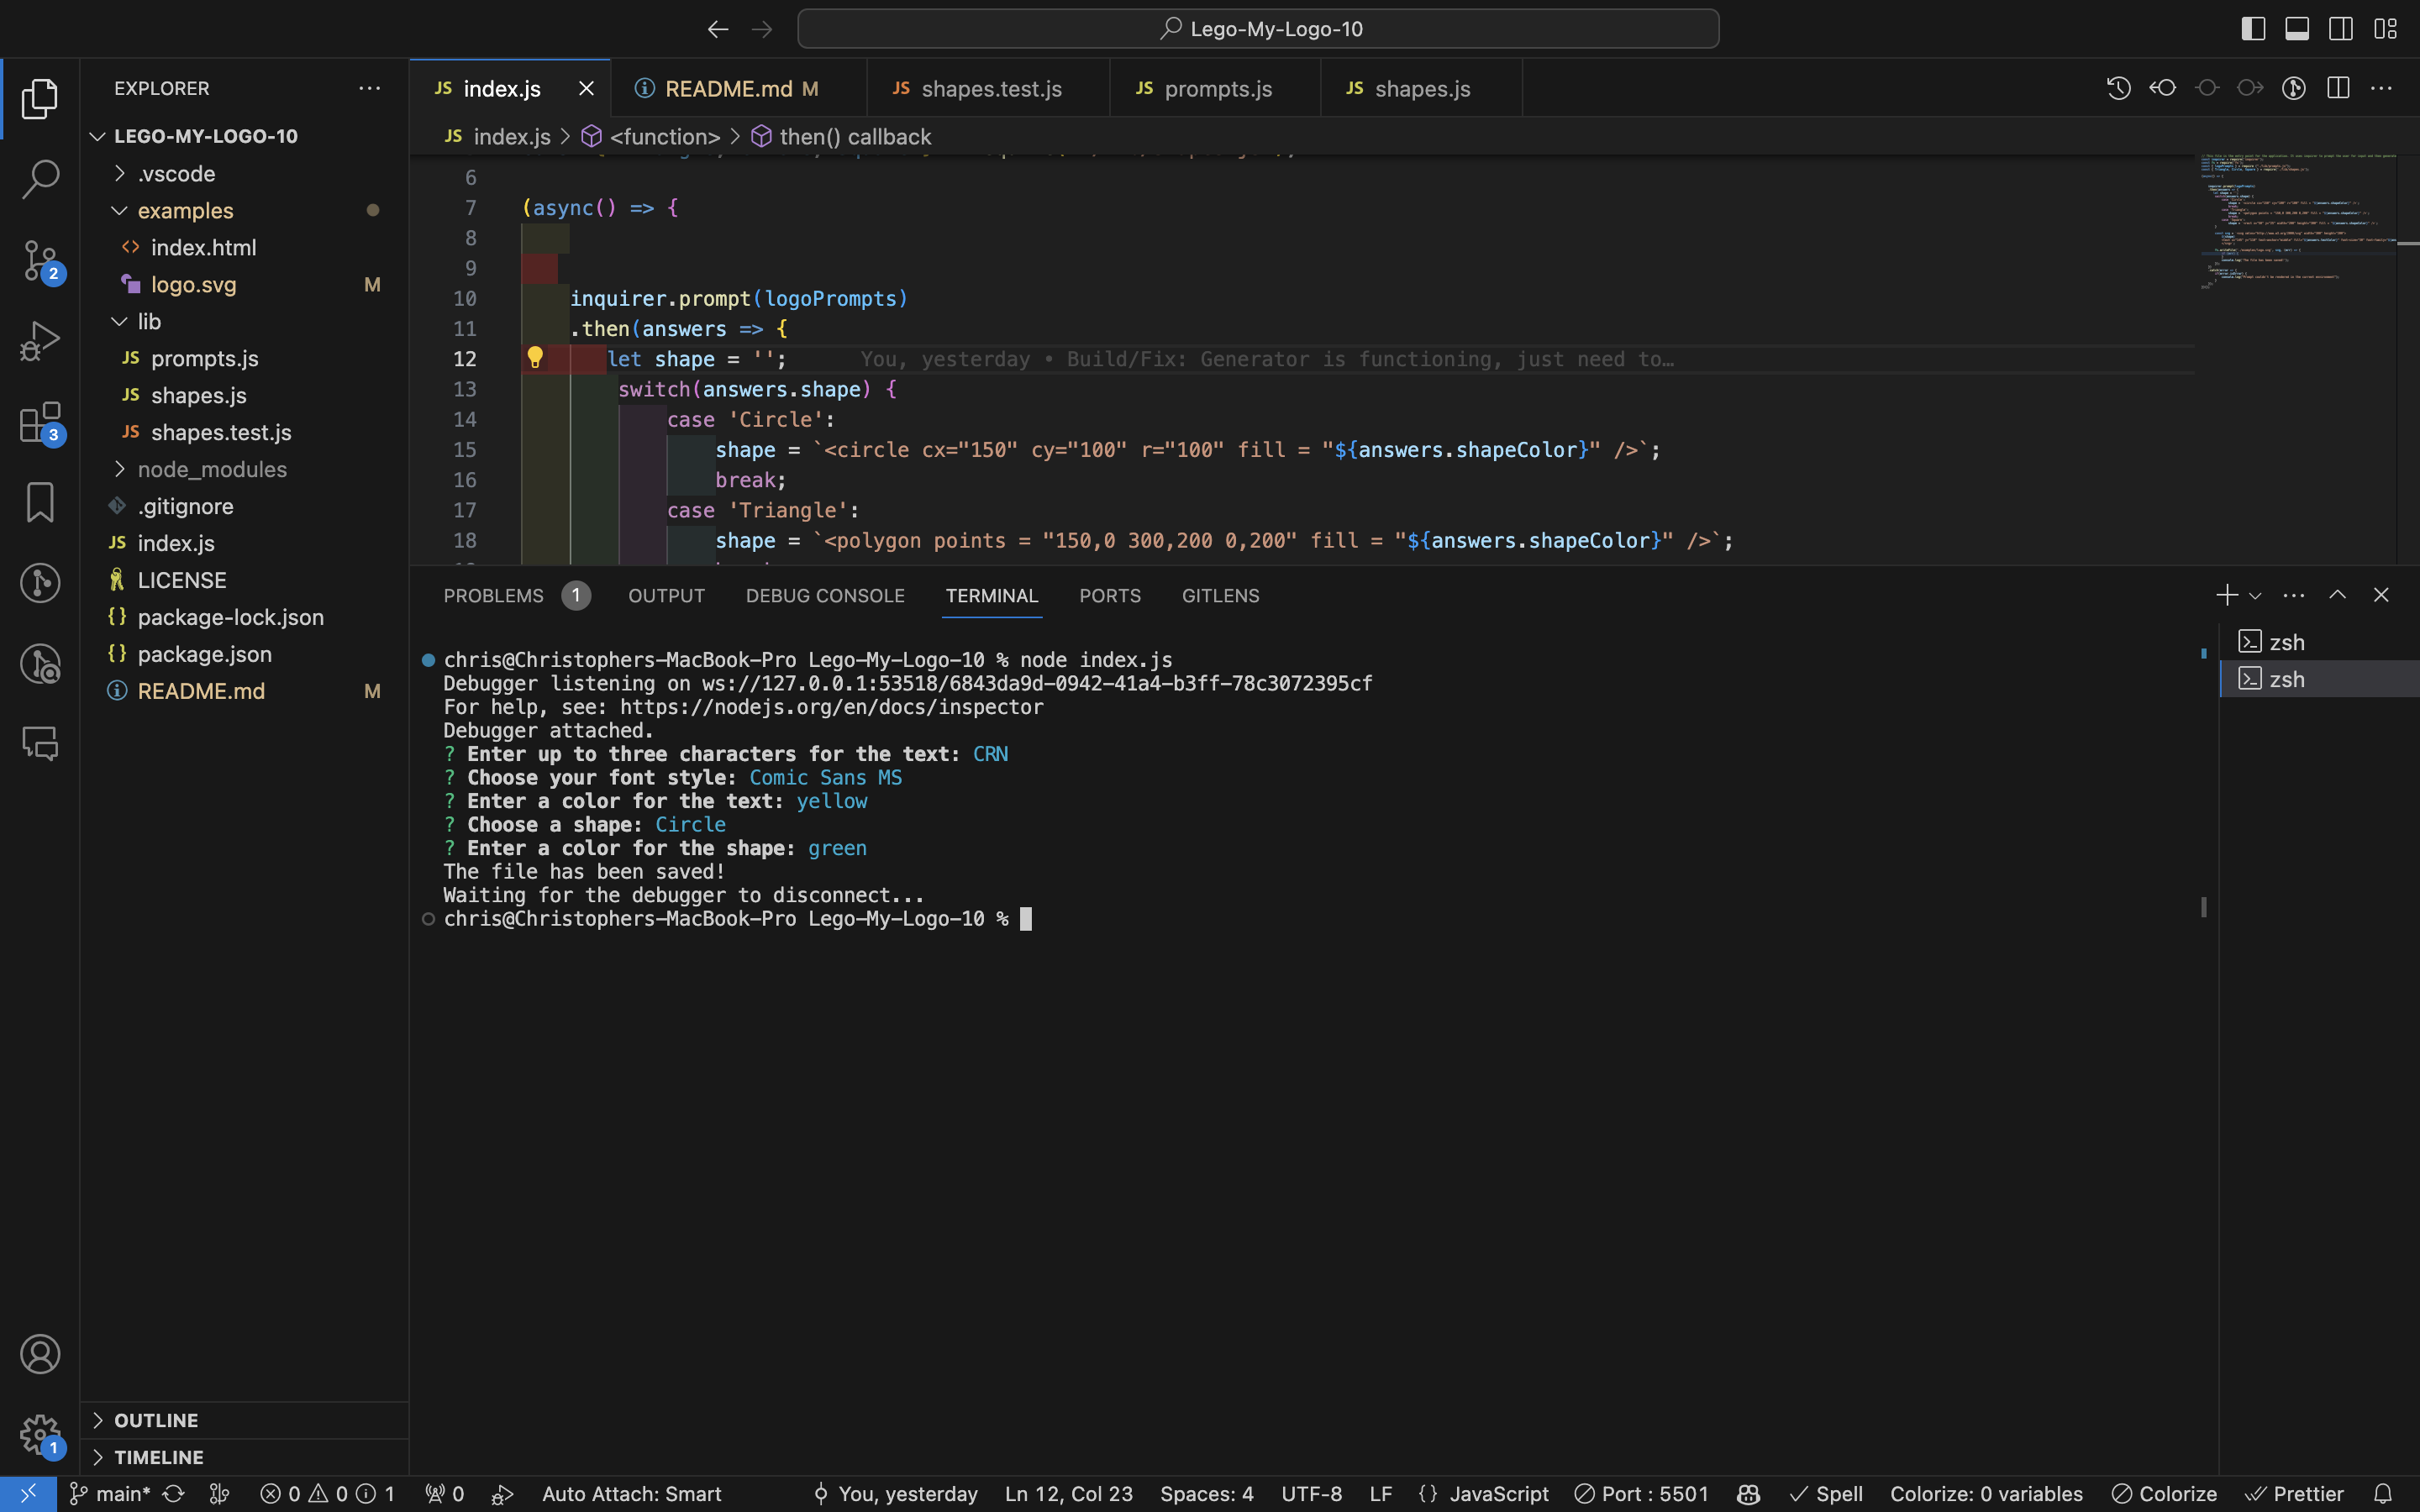 Lego-My-Logo-10
EXPLORER
LEGO-MY-LOGO-10
.vscode
examples
index.html
logo.svg M
lib
JS prompts.js
JS shapes.js
JS shapes.test.js
node_modules
.gitignore
JS index.js
LICENSE
{} package-lock.json
{} package.json
README.md M
OUTLINE
TIMELINE
2
3
1
JS index.js
README.md M
JS shapes.test.js
JS prompts.js
JS shapes.js
JS index.js > <function> > then() callback
6
7 (async() => {
8
9
10 inquirer.prompt(logoPrompts)
11 .then(answers => {
12 let shape = ''; You, yesterday • Build/Fix: Generator is functioning, just need to…
13 switch(answers.shape) {
14 case 'Circle':
15 shape = `<circle cx="150" cy="100" r="100" fill = "${answers.shapeColor}" />`;
16 break;
17 case 'Triangle':
18 shape = `<polygon points = "150,0 300,200 0,200" fill = "${answers.shapeColor}" />`;
PROBLEMS 1 OUTPUT DEBUG CONSOLE TERMINAL PORTS GITLENS
chris@Christophers-MacBook-Pro Lego-My-Logo-10 % node index.js
Debugger listening on ws://127.0.0.1:53518/6843da9d-0942-41a4-b3ff-78c3072395cf
For help, see: https://nodejs.org/en/docs/inspector
Debugger attached.
? Enter up to three characters for the text: CRN
? Choose your font style: Comic Sans MS
? Enter a color for the text: yellow
? Choose a shape: Circle
? Enter a color for the shape: green
The file has been saved!
Waiting for the debugger to disconnect...
chris@Christophers-MacBook-Pro Lego-My-Logo-10 %
zsh
zsh
main* 0 0 1 0 Auto Attach: Smart You, yesterday Ln 12, Col 23 Spaces: 4 UTF-8 LF {} JavaScript Port : 5501 Spell Colorize: 0 variables Colorize Prettier